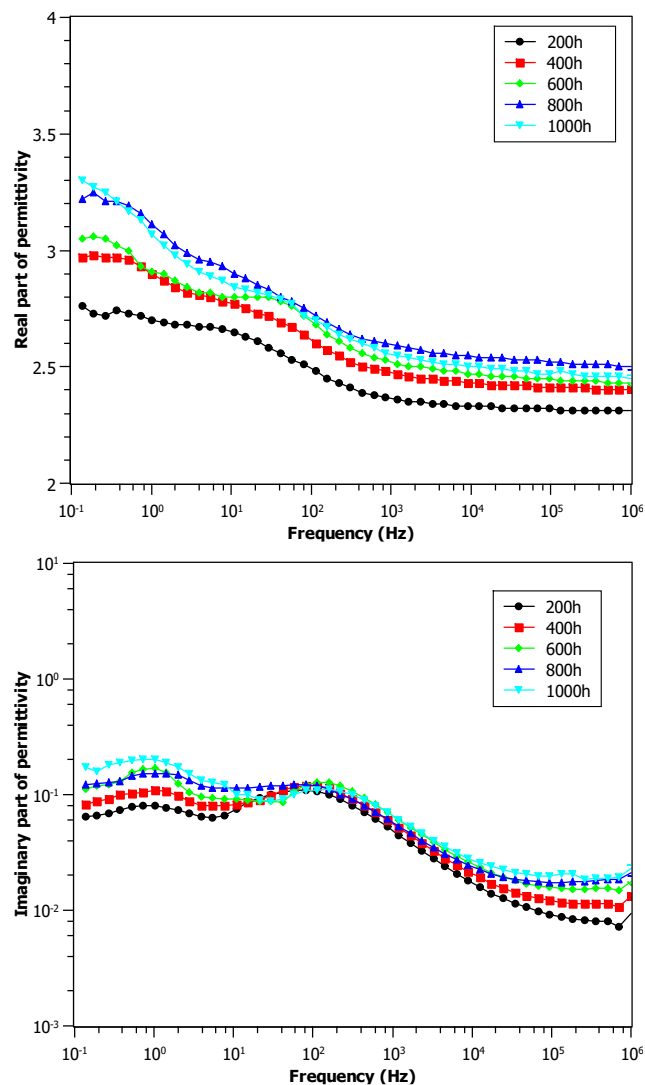 4
3.5
3
2.5
2
Real part of permittivity
200h
400h
600h
800h
1000h
10⁻¹ 10⁰ 10¹ 10² 10³ 10⁴ 10⁵ 10⁶
Frequency (Hz)
10¹
10⁰
10⁻¹
10⁻²
10⁻³
Imaginary part of permittivity
200h
400h
600h
800h
1000h
10⁻¹ 10⁰ 10¹ 10² 10³ 10⁴ 10⁵ 10⁶
Frequency (Hz)